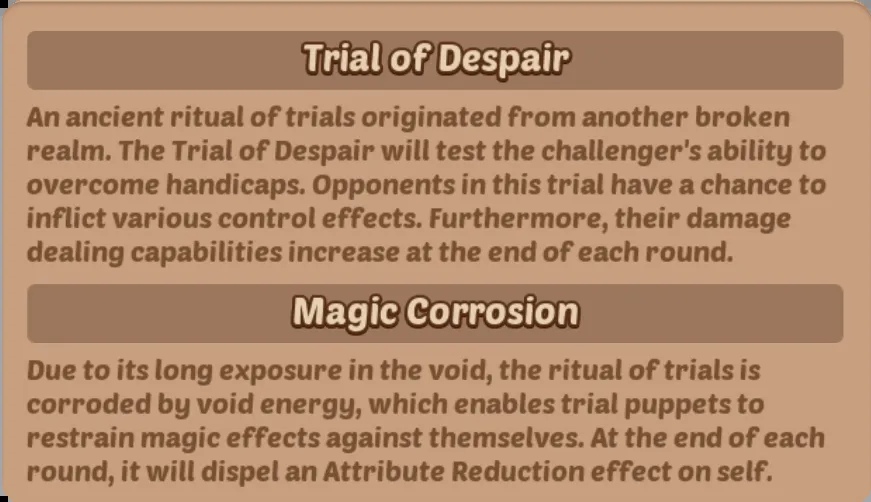 Trial of Despair
An ancient ritual of trials originated from another broken
realm. The Trial of Despair will test the challenger's ability to
overcome handicaps. Opponents in this trial have a chance to
inflict various control effects. Furthermore, their damage
dealing capabilities increase at the end of each round.
Magic Corrosion
Due to its long exposure in the void, the ritual of trials is
corroded by void energy, which enables trial puppets to
restrain magic effects against themselves. At the end of each
round, it will dispel an Attribute Reduction effect on self.